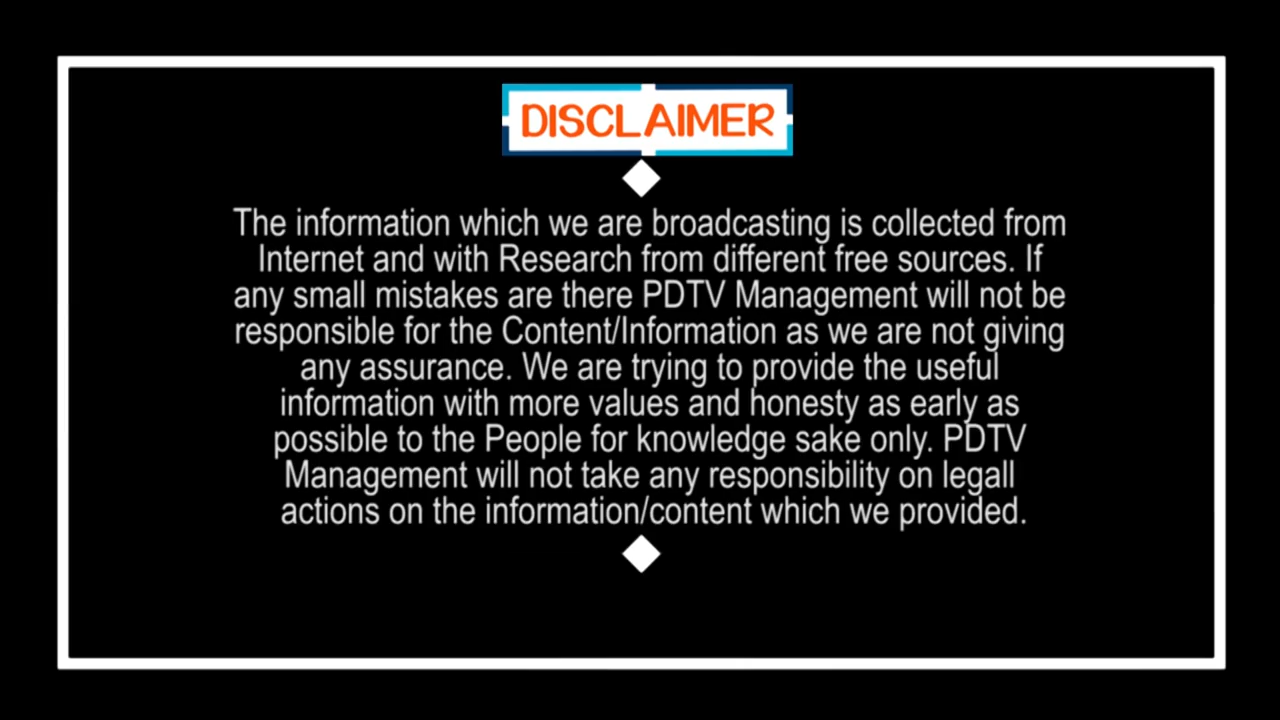 DISCLAIMER
The information which we are broadcasting is collected from
Internet and with Research from different free sources. If
any small mistakes are there PDTV Management will not be
responsible for the Content/Information as we are not giving
any assurance. We are trying to provide the useful
information with more values and honesty as early as
possible to the People for knowledge sake only. PDTV
Management will not take any responsibility on legall
actions on the information/content which we provided.